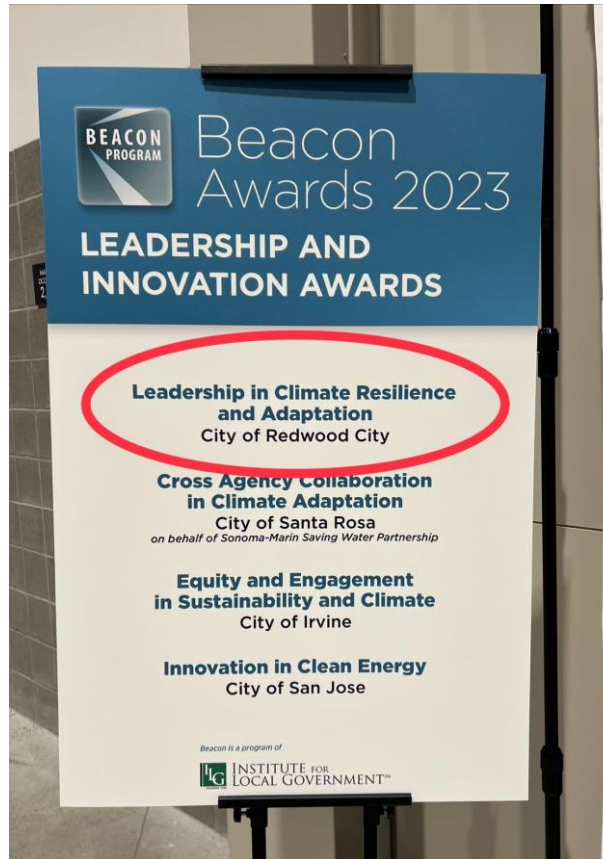 BEACON
PROGRAM
Beacon
Awards 2023
LEADERSHIP AND
INNOVATION AWARDS
Leadership in Climate Resilience
and Adaptation
City of Redwood City
Cross Agency Collaboration
in Climate Adaptation
City of Santa Rosa
on behalf of Sonoma-Marin Saving Water Partnership
Equity and Engagement
in Sustainability and Climate
City of Irvine
Innovation in Clean Energy
City of San Jose
Beacon is a program of
ILG
INSTITUTE FOR
LOCAL GOVERNMENT℠